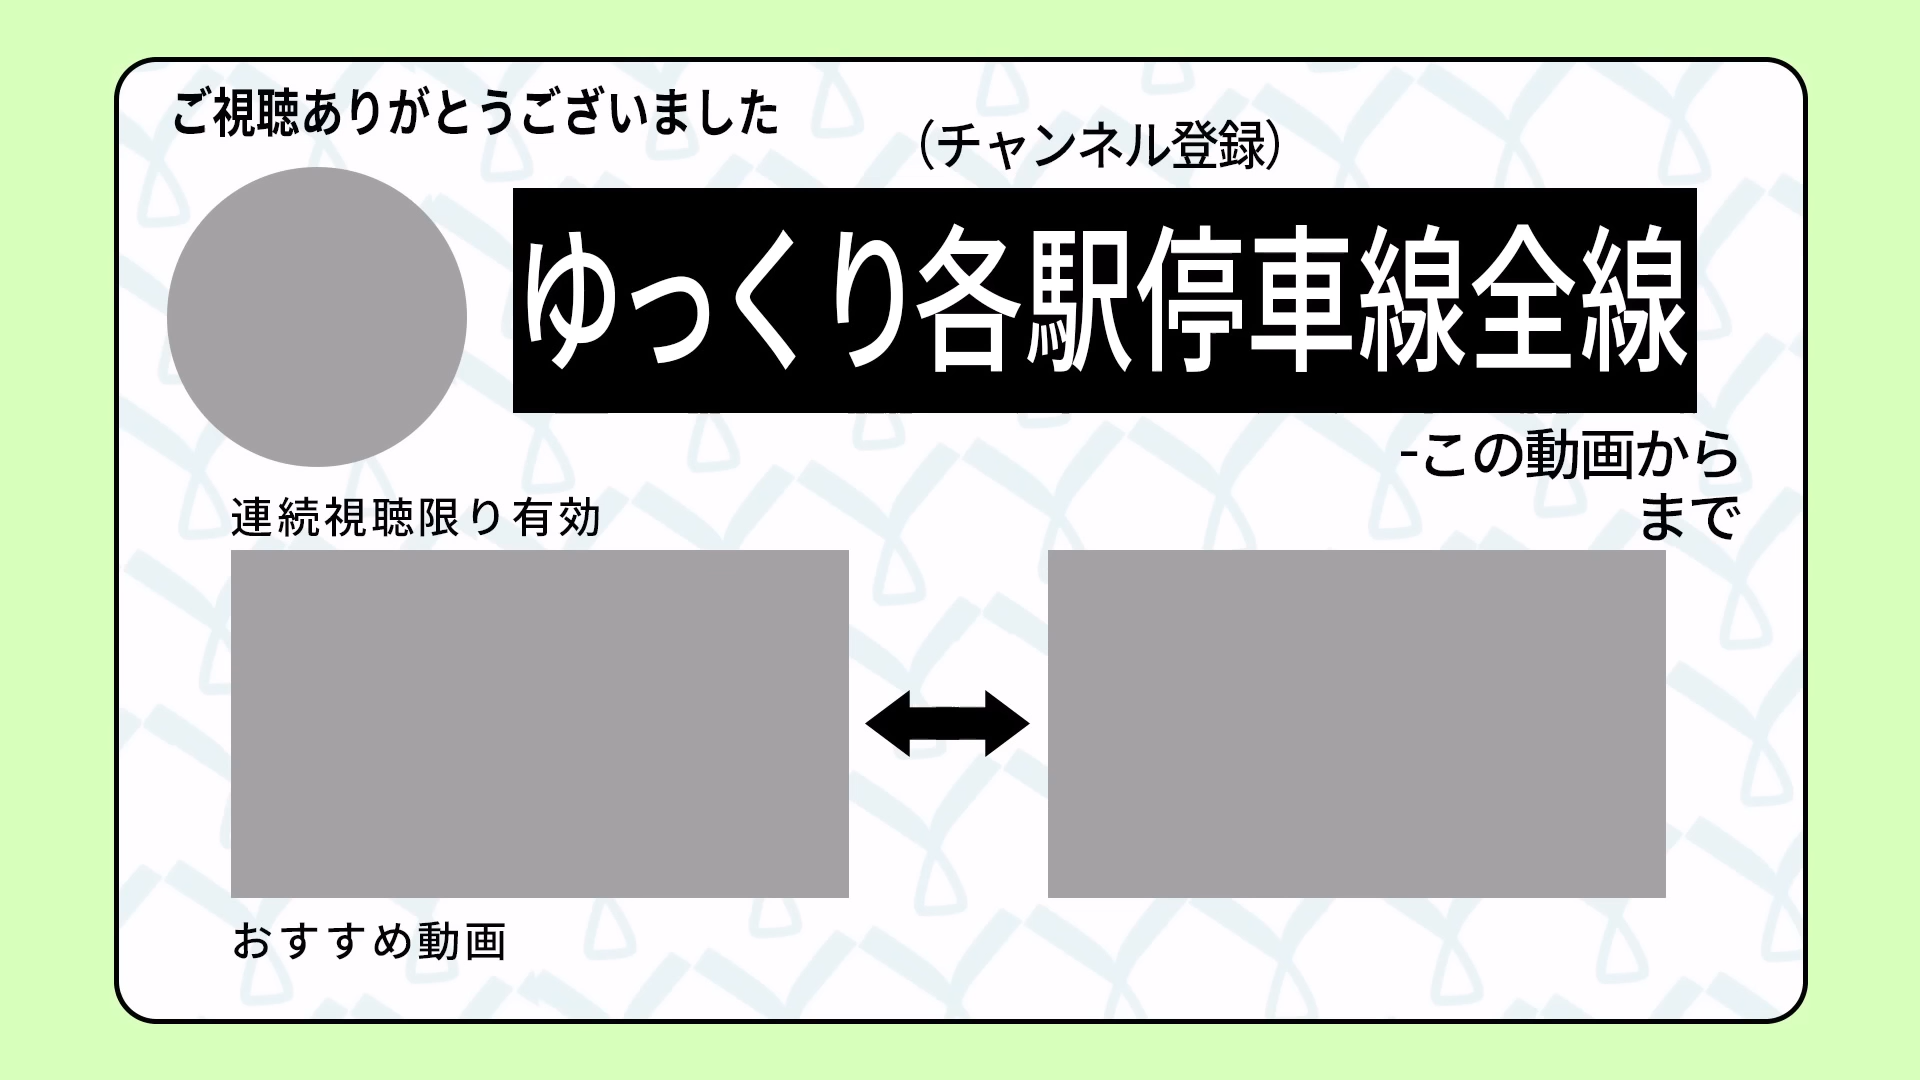 ご視聴ありがとうございました
（チャンネル登録）
ゆっくり各駅停車線全線
-この動画から
まで
連続視聴限り有効
おすすめ動画